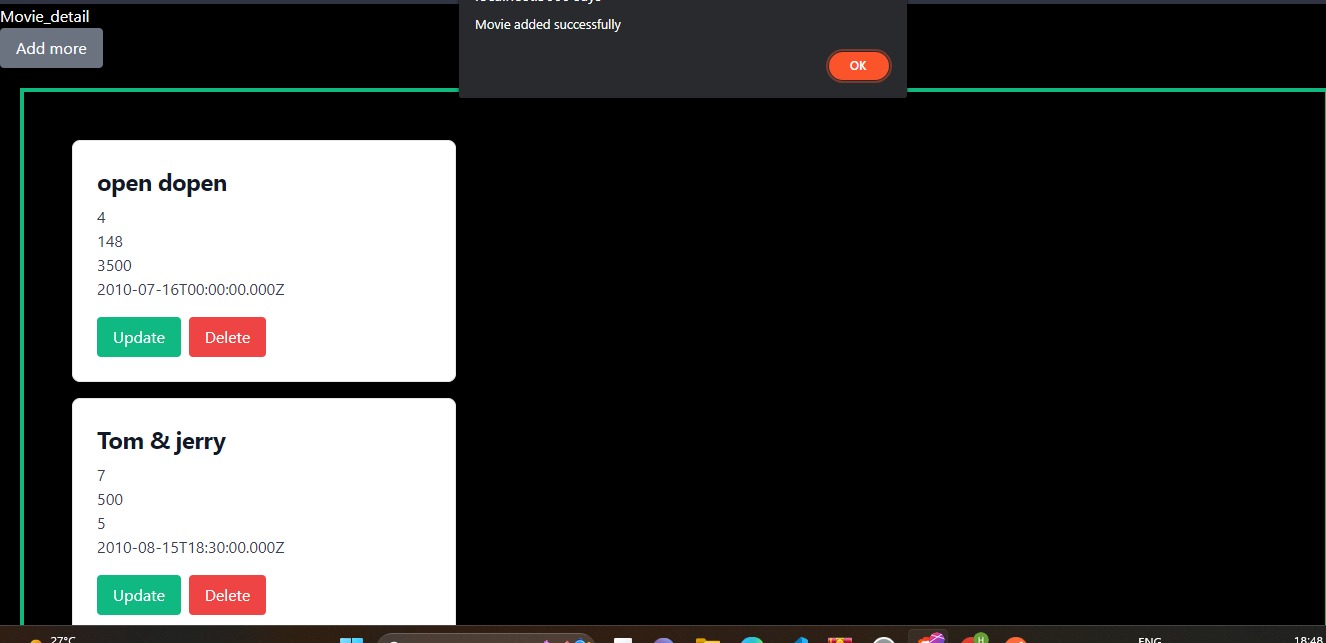 Movie_detail
Add more
Movie added successfully
OK
open dopen
4
148
3500
2010-07-16T00:00:00.000Z
Update Delete
Tom & jerry
7
500
5
2010-08-15T18:30:00.000Z
Update Delete
27°C
H
ENG
18:48